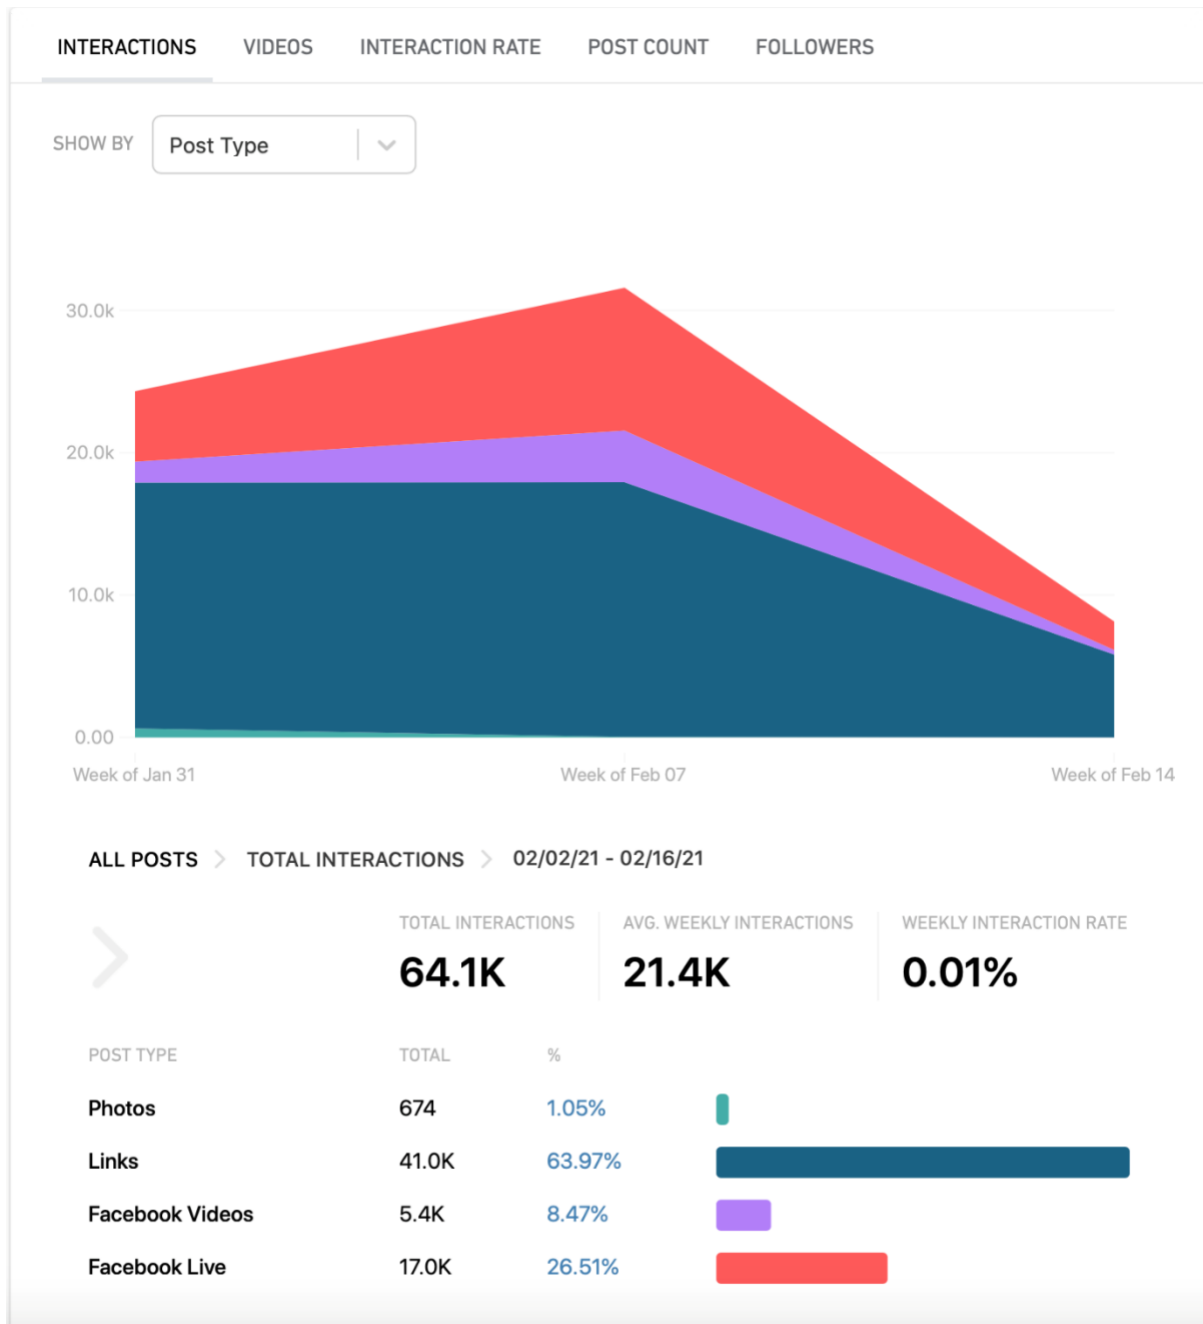 INTERACTIONS VIDEOS INTERACTION RATE POST COUNT FOLLOWERS
SHOW BY Post Type
30.0k
20.0k
10.0k
0.00
Week of Jan 31 Week of Feb 07 Week of Feb 14
ALL POSTS TOTAL INTERACTIONS 02/02/21 - 02/16/21
TOTAL INTERACTIONS AVG. WEEKLY INTERACTIONS WEEKLY INTERACTION RATE
64.1K 21.4K 0.01%
POST TYPE TOTAL %
Photos 674 1.05%
Links 41.0K 63.97%
Facebook Videos 5.4K 8.47%
Facebook Live 17.0K 26.51%